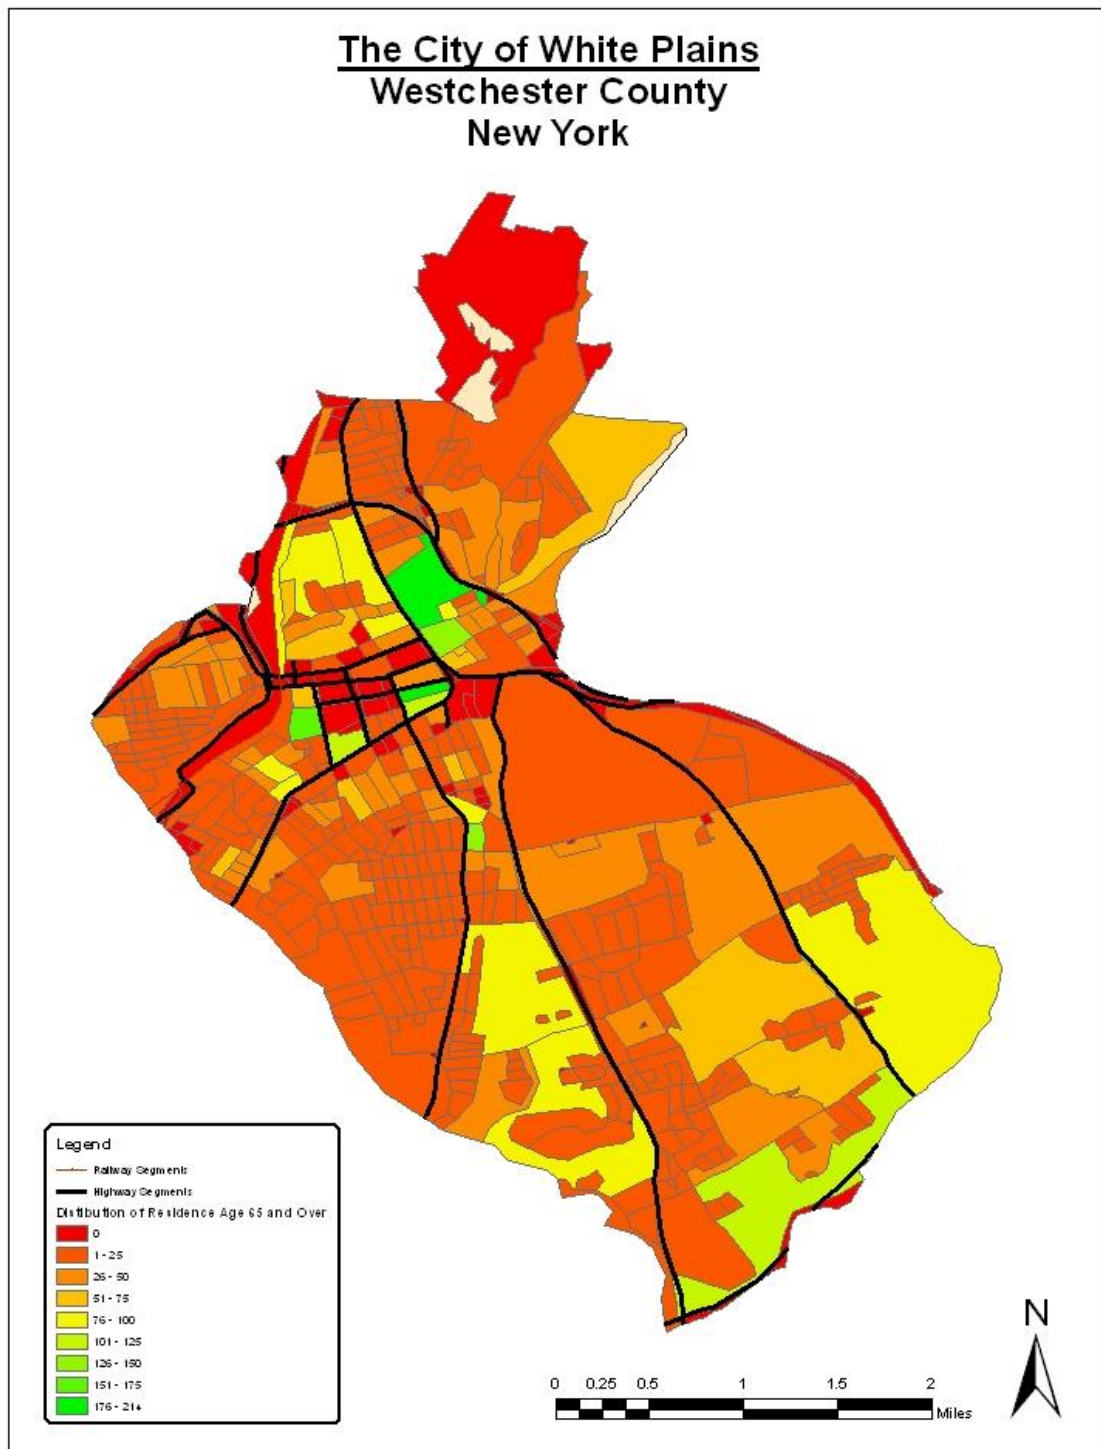 The City of White Plains
Westchester County
New York
Legend
Railway Segments
Highway Segments
Distibution of Residence Age 65 and Over
0
1 - 25
26 - 50
51 - 75
76 - 100
101 - 125
126 - 150
151 - 175
176 - 214
N
0 0.25 0.5 1 1.5 2
Miles